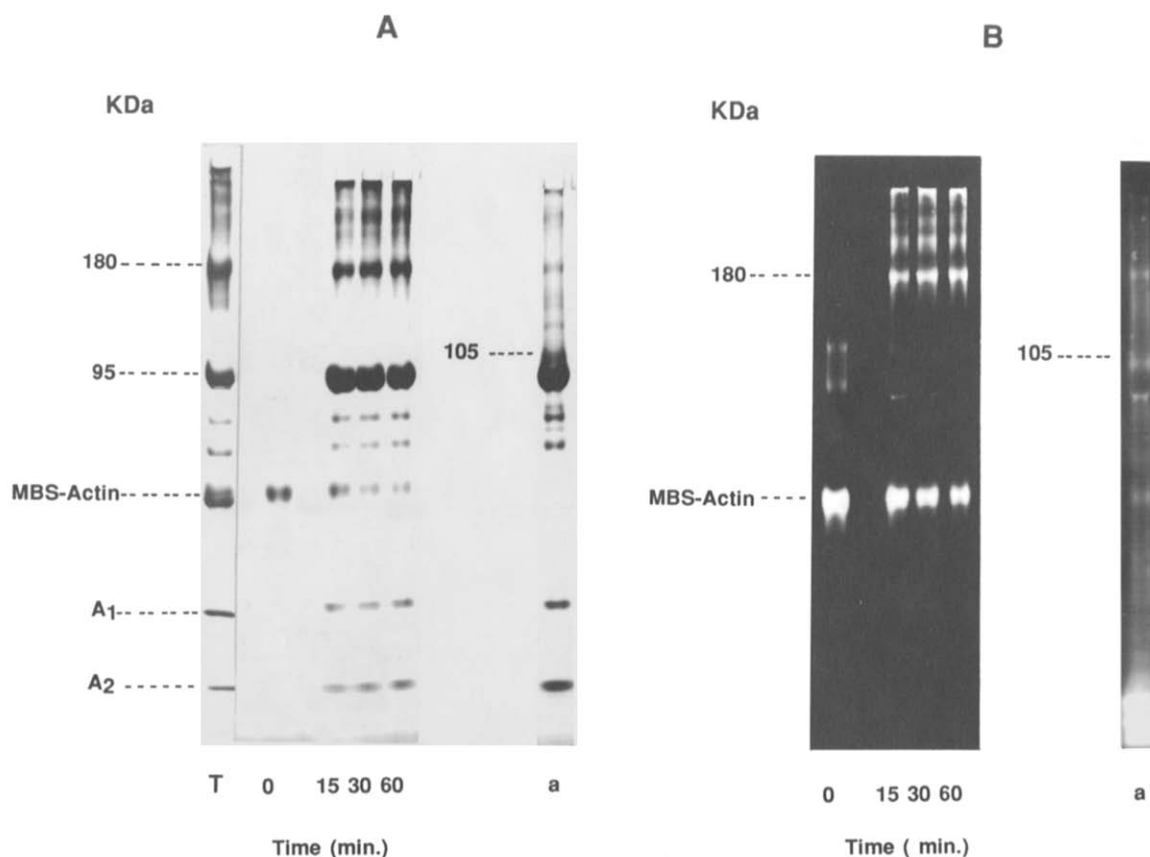 A
KDa
180
105
95
MBS-Actin
A1
A2
T 0 15 30 60 a
Time (min.)
B
KDa
180
105
MBS-Actin
0 15 30 60 a
Time ( min.)